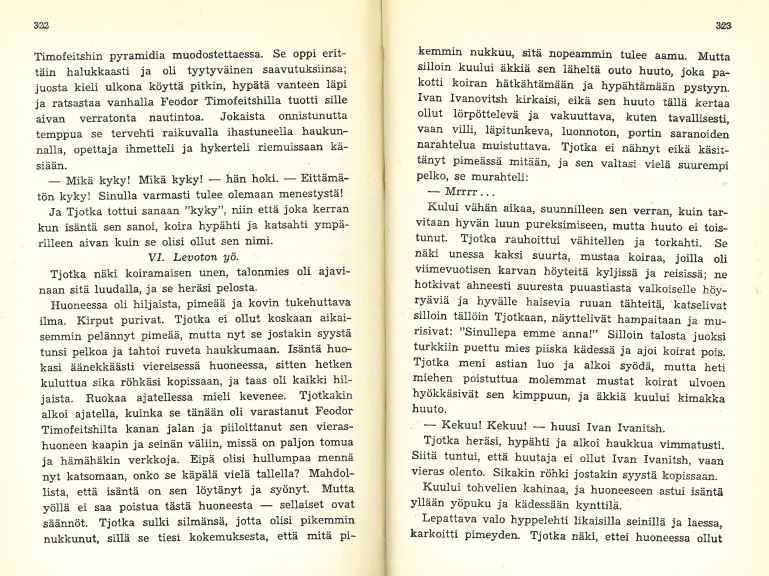 322
Timofeitshin pyramidia muodostettaessa. Se oppi erit-
täin halukkaasti ja oli tyytyväinen saavutuksiinsa;
juosta kieli ulkona köyttä pitkin, hypätä vanteen läpi
ja ratsastaa vanhalla Feodor Timofeitshilla tuotti sille
aivan verratonta nautintoa. Jokaista onnistunutta
temppua se tervehti raikuvalla ihastuneella haukun-
nalla, opettaja ihmetteli ja hykerteli riemuissaan kä-
siään.
— Mikä kyky! Mikä kyky! — hän hoki. — Eittämä-
tön kyky! Sinulla varmasti tulee olemaan menestystä!
Ja Tjotka tottui sanaan "kyky", niin että joka kerran
kun isäntä sen sanoi, koira hypähti ja katsahti ympä-
rilleen aivan kuin se olisi ollut sen nimi.
VI. Levoton yö.
Tjotka näki koiramaisen unen, talonmies oli ajavi-
naan sitä luudalla, ja se heräsi pelosta.
Huoneessa oli hiljaista, pimeää ja kovin tukehuttava
ilma. Kirput purivat. Tjotka ei ollut koskaan aikai-
semmin pelännyt pimeää, mutta nyt se jostakin syystä
tunsi pelkoa ja tahtoi ruveta haukkumaan. Isäntä huo-
kasi äänekkäästi viereisessä huoneessa, sitten hetken
kuluttua sika röhkäsi kopissaan, ja taas oli kaikki hil-
jaista. Ruokaa ajatellessa mieli kevenee. Tjotkakin
alkoi ajatella, kuinka se tänään oli varastanut Feodor
Timofeitshilta kanan jalan ja piiloittanut sen vieras-
huoneen kaapin ja seinän väliin, missä on paljon tomua
ja hämähäkin verkkoja. Eipä olisi hullumpaa mennä
nyt katsomaan, onko se käpälä vielä tallella? Mahdol-
lista, että isäntä on sen löytänyt ja syönyt. Mutta
yöllä ei saa poistua tästä huoneesta — sellaiset ovat
säännöt. Tjotka sulki silmänsä, jotta olisi pikemmin
nukkunut, sillä se tiesi kokemuksesta, että mitä pi-
323
kemmin nukkuu, sitä nopeammin tulee aamu. Mutta
silloin kuului äkkiä sen läheltä outo huuto, joka pa-
kotti koiran hätkähtämään ja hypähtämään pystyyn.
Ivan Ivanovitsh kirkaisi, eikä sen huuto tällä kertaa
ollut lörpöttelevä ja vakuuttava, kuten tavallisesti,
vaan villi, läpitunkeva, luonnoton, portin saranoiden
narahtelua muistuttava. Tjotka ei nähnyt eikä käsit-
tänyt pimeässä mitään, ja sen valtasi vielä suurempi
pelko, se murahteli:
— Mrrrr...
Kului vähän aikaa, suunnilleen sen verran, kuin tar-
vitaan hyvän luun pureksimiseen, mutta huuto ei tois-
tunut. Tjotka rauhoittui vähitellen ja torkahti. Se
näki unessa kaksi suurta, mustaa koiraa, joilla oli
viimevuotisen karvan höyteitä kyljissä ja reisissä; ne
hotkivat ahneesti suuresta puuastiasta valkoiselle höy-
ryäviä ja hyvälle haisevia ruuan tähteitä, katselivat
silloin tällöin Tjotkaan, näyttelivät hampaitaan ja mu-
risivat: "Sinullepa emme anna!" Silloin talosta juoksi
turkkiin puettu mies piiska kädessä ja ajoi koirat pois.
Tjotka meni astian luo ja alkoi syödä, mutta heti
miehen poistuttua molemmat mustat koirat ulvoen
hyökkäsivät sen kimppuun, ja äkkiä kuului kimakka
huuto.
— Kekuu! Kekuu! — huusi Ivan Ivanitsh.
Tjotka heräsi, hypähti ja alkoi haukkua vimmatusti.
Siitä tuntui, että huutaja ei ollut Ivan Ivanitsh, vaan
vieras olento. Sikakin röhki jostakin syystä kopissaan.
Kuului tohvelien kahinaa, ja huoneeseen astui isäntä
yllään yöpuku ja kädessään kynttilä.
Lepattava valo hyppelehti likaisilla seinillä ja laessa,
karkoitti pimeyden. Tjotka näki, ettei huoneessa ollut